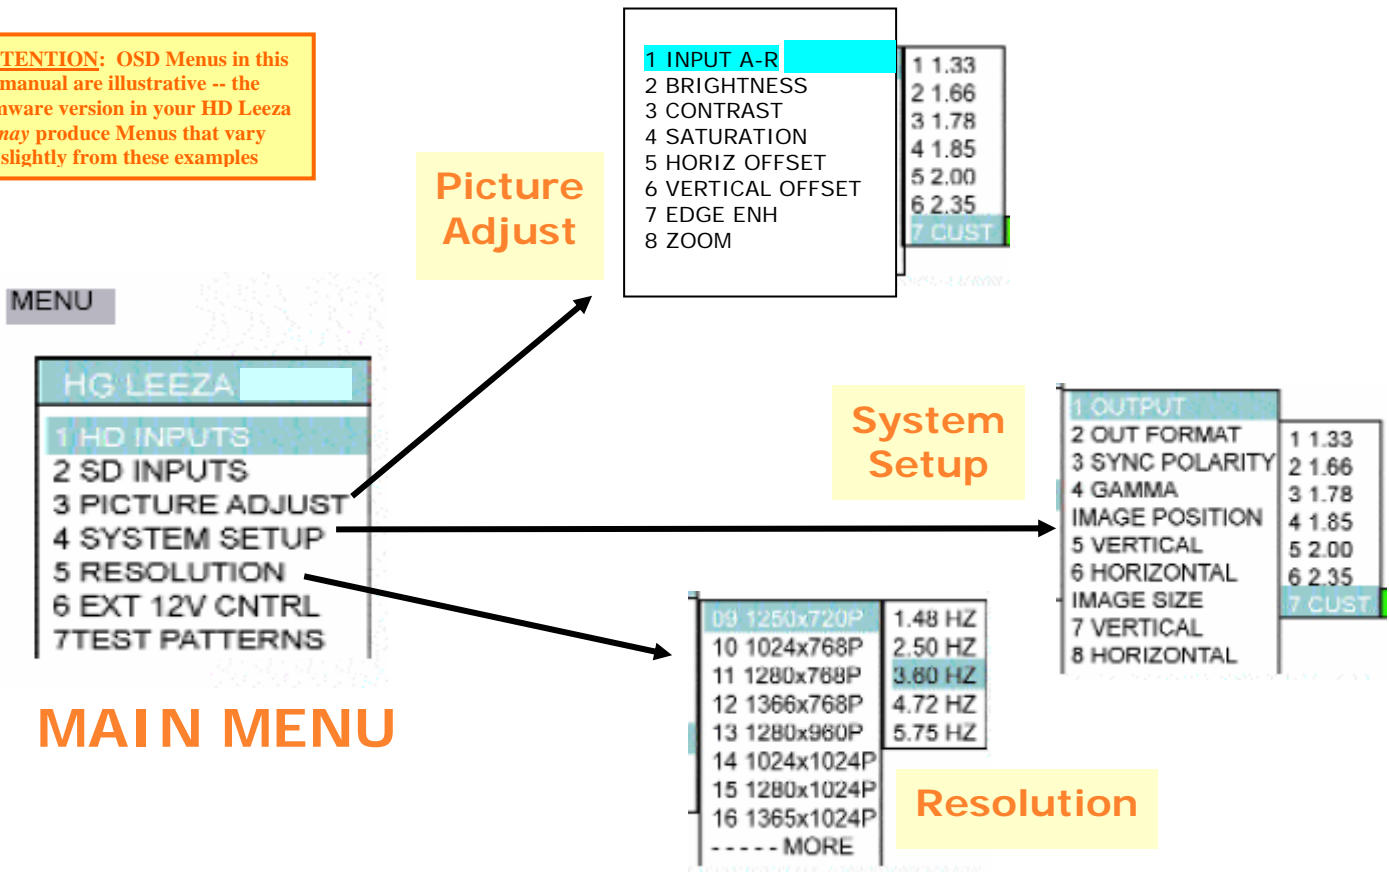 TENTION: OSD Menus in this
manual are illustrative -- the
mware version in your HD Leeza
may produce Menus that vary
slightly from these examples
Picture
Adjust
1 INPUT A-R
2 BRIGHTNESS
3 CONTRAST
4 SATURATION
5 HORIZ OFFSET
6 VERTICAL OFFSET
7 EDGE ENH
8 ZOOM
1 1.33
2 1.66
3 1.78
4 1.85
5 2.00
6 2.35
7 CUST
MENU
HG LEEZA
1 HD INPUTS
2 SD INPUTS
3 PICTURE ADJUST
4 SYSTEM SETUP
5 RESOLUTION
6 EXT 12V CNTRL
7TEST PATTERNS
MAIN MENU
System
Setup
1 OUTPUT
2 OUT FORMAT
3 SYNC POLARITY
4 GAMMA
IMAGE POSITION
5 VERTICAL
6 HORIZONTAL
IMAGE SIZE
7 VERTICAL
8 HORIZONTAL
1 1.33
2 1.66
3 1.78
4 1.85
5 2.00
6 2.35
7 CUST
09 1250x720P
10 1024x768P
11 1280x768P
12 1366x768P
13 1280x960P
14 1024x1024P
15 1280x1024P
16 1365x1024P
- - - - - MORE
1.48 HZ
2.50 HZ
3.60 HZ
4.72 HZ
5.75 HZ
Resolution